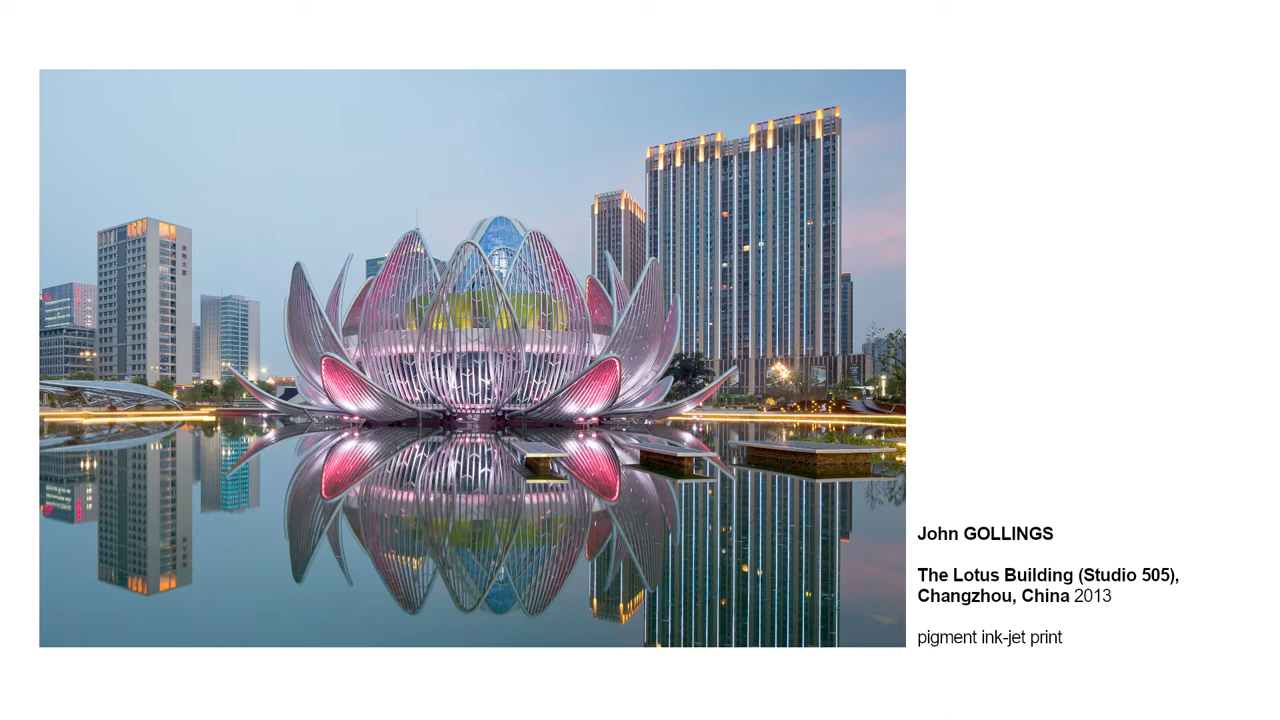 John GOLLINGS
The Lotus Building (Studio 505),
Changzhou, China 2013
pigment ink-jet print